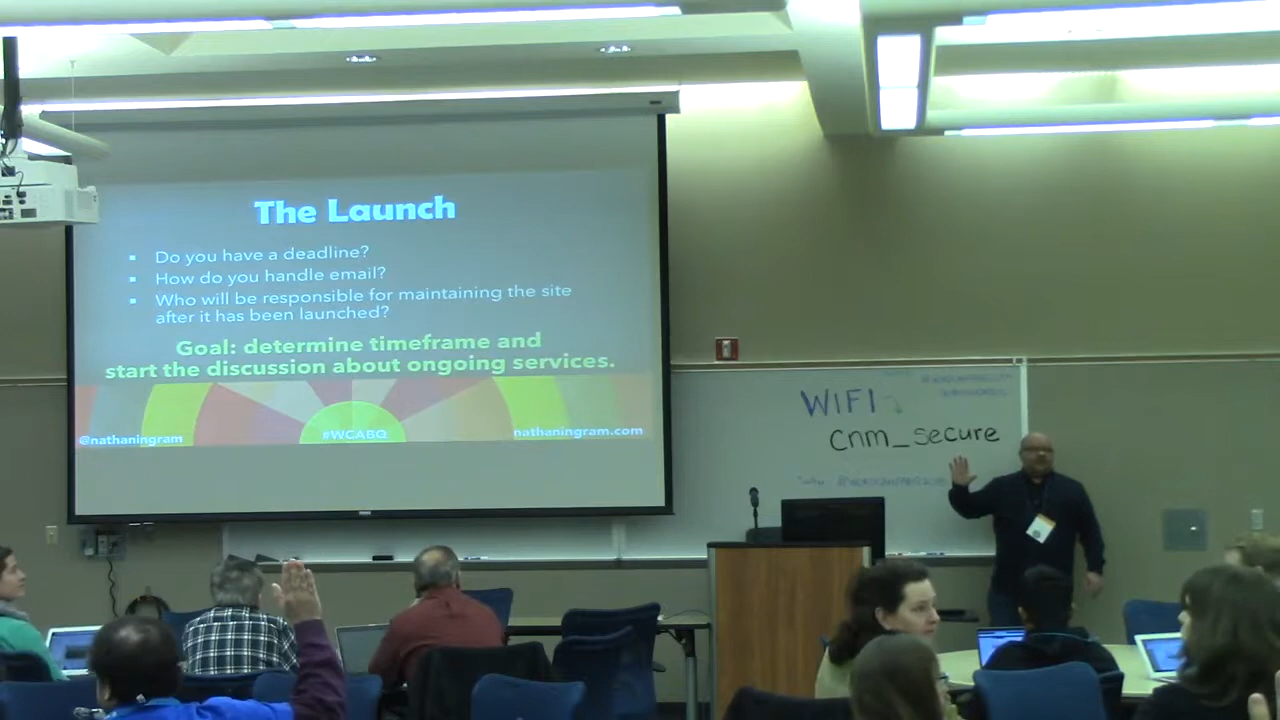 The Launch
Do you have a deadline?
How do you handle email?
Who will be responsible for maintaining the site
after it has been launched?
Goal: determine timeframe and
start the discussion about ongoing services.
@nathaningram
#WCABQ
nathaningram.com
WIFI
cnm_secure